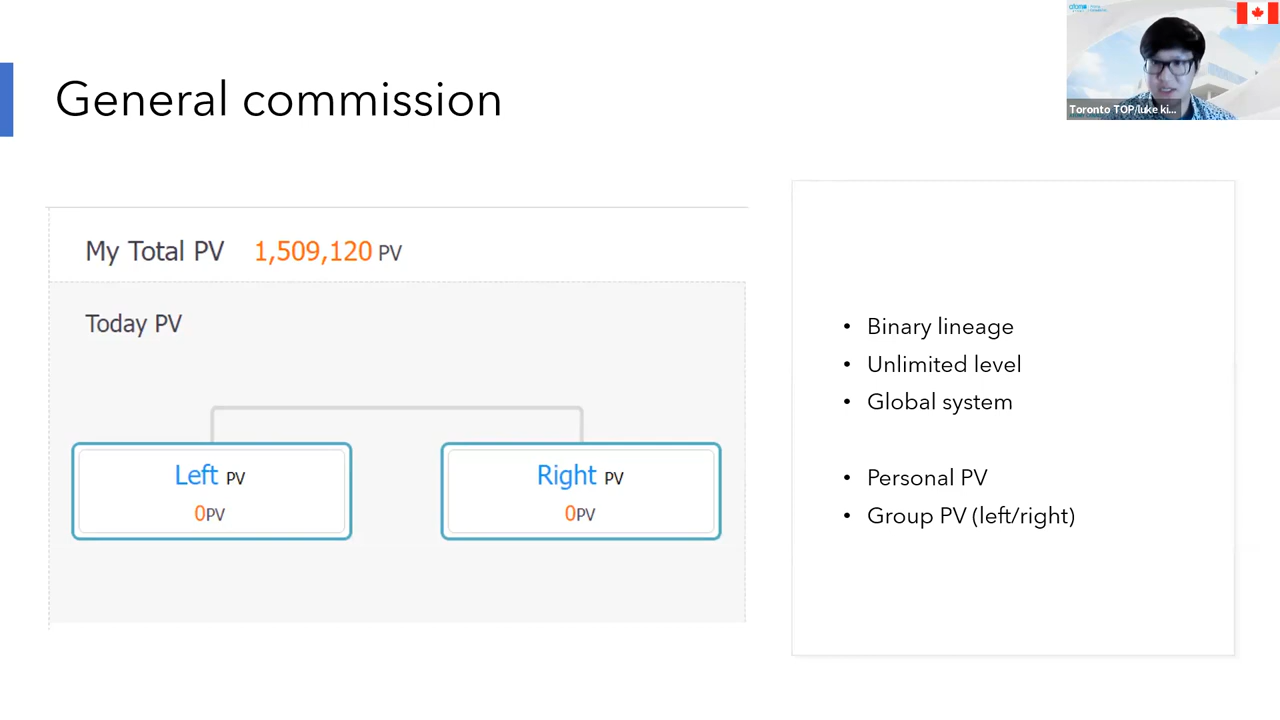 General commission
atomy
Toronto TOP/luke ki...
My Total PV 1,509,120 PV
Today PV
Left PV
0PV
Right PV
0PV
• Binary lineage
• Unlimited level
• Global system
• Personal PV
• Group PV (left/right)